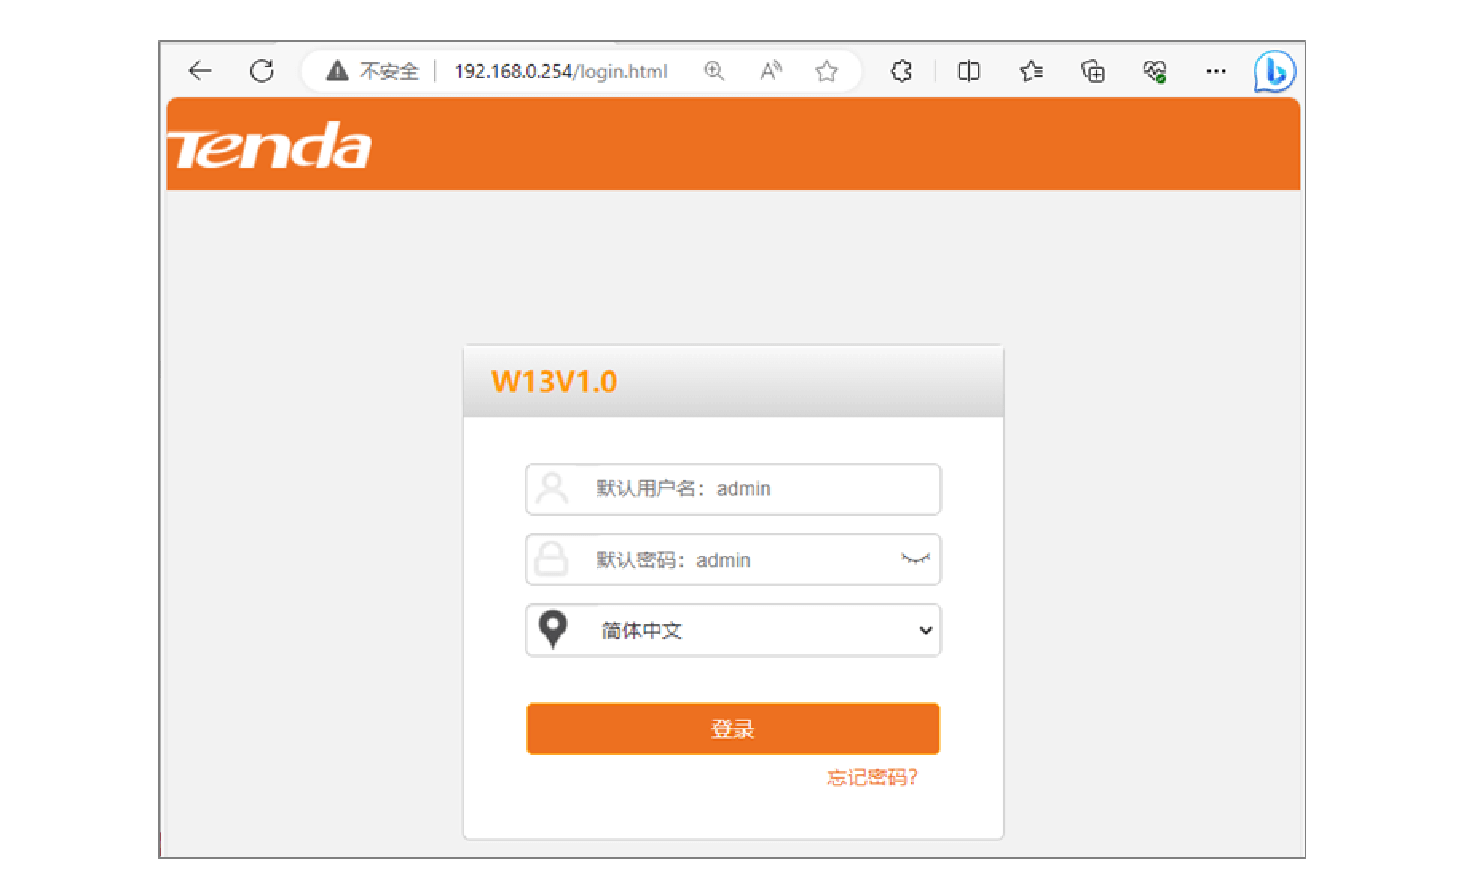 不安全 192.168.0.254/login.html
Tenda
W13V1.0
默认用户名：admin
默认密码：admin
简体中文
登录
忘记密码?